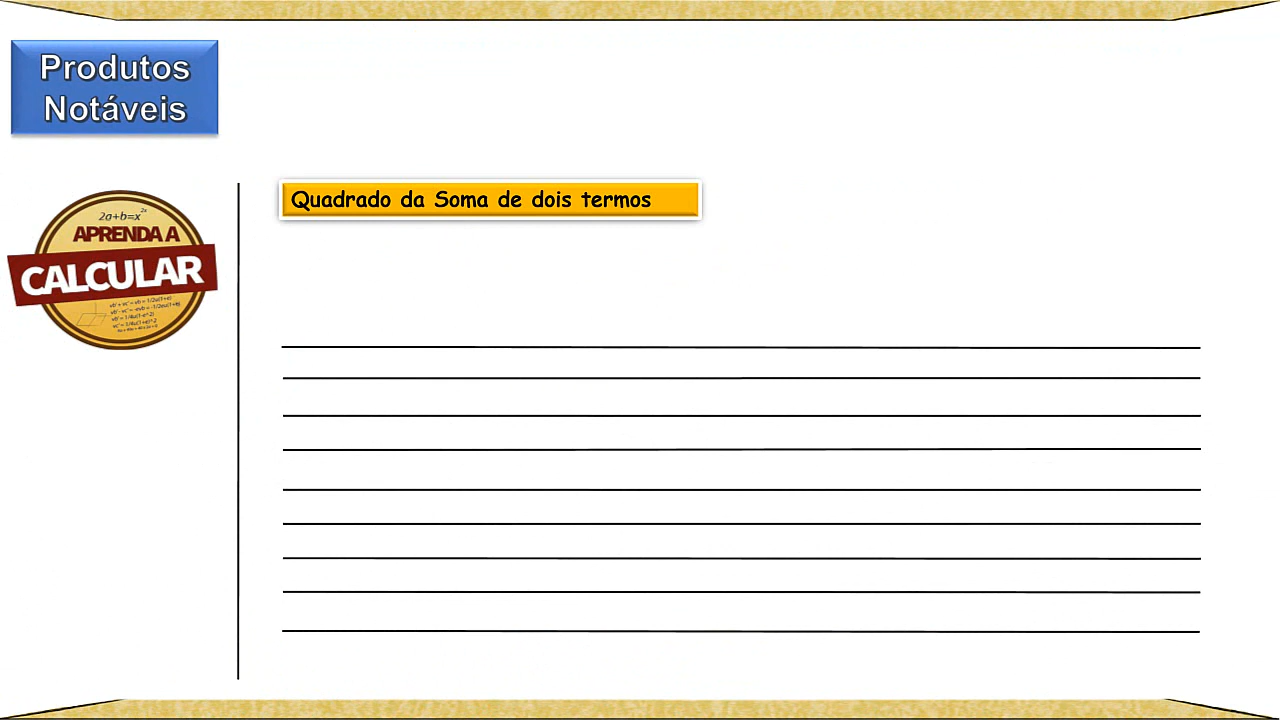 Produtos
Notáveis
Quadrado da Soma de dois termos
2a+b=x
APRENDA A
CALCULAR